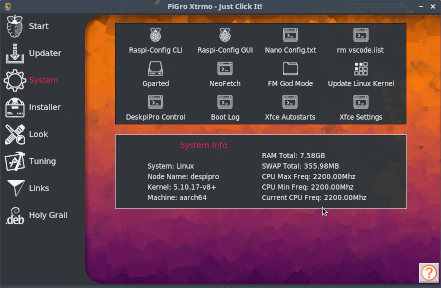 PiGro Xtrmo - Just Click It!
Start
Updater
System
Installer
Look
Tuning
Links
.deb
Holy Grail
Raspi-Config CLI
Raspi-Config GUI
Nano Config.txt
rm vscode.list
Gparted
NeoFetch
FM God Mode
Update Linux Kernel
DeskpiPro Control
Boot Log
Xfce Autostarts
Xfce Settings
System Info
System: Linux
Node Name: despipro
Kernel: 5.10.17-v8+
Machine: aarch64
RAM Total: 7.58GB
SWAP Total: 355.98MB
CPU Max Freq: 2200.00Mhz
CPU Min Freq: 2200.00Mhz
Current CPU Freq: 2200.00Mhz
?